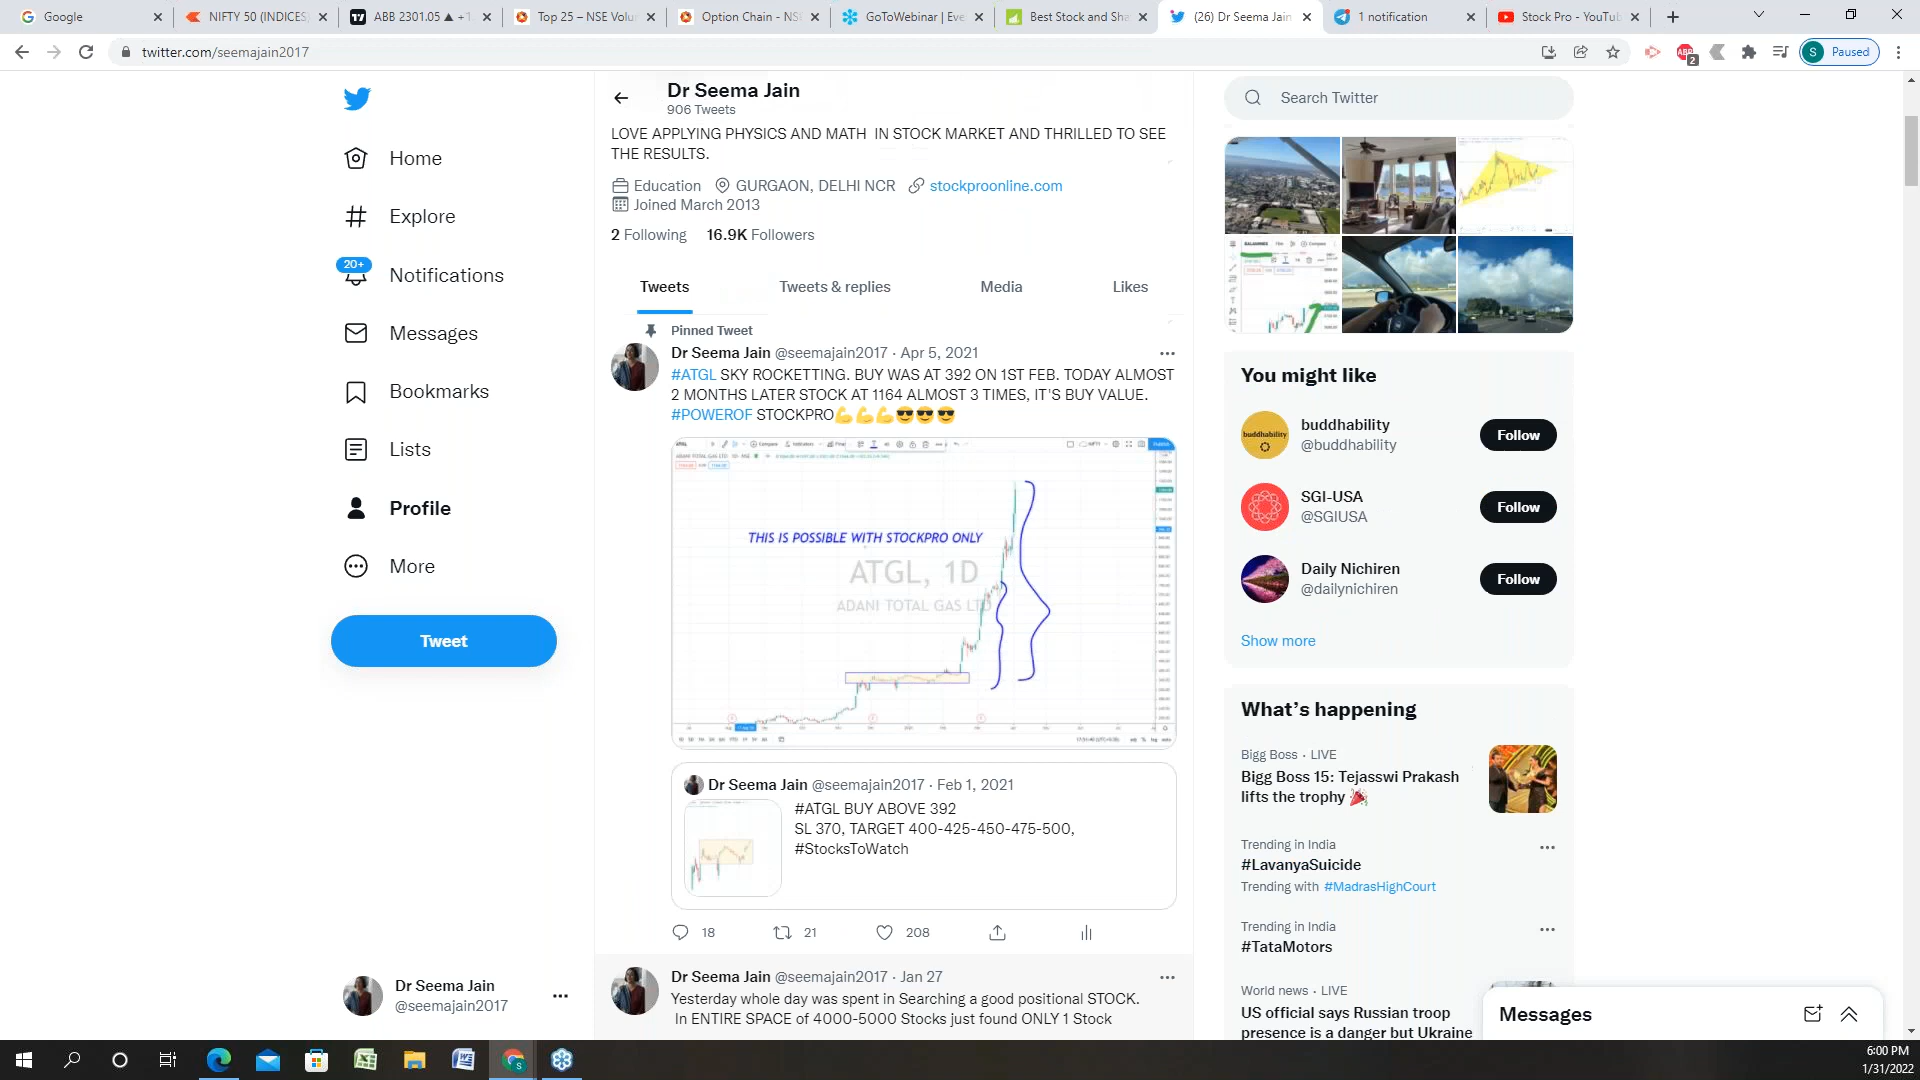 Google
NIFTY 50 (INDICES)
ABB 2301.05 ▲ +1
Top 25 – NSE Volu
Option Chain - NS
GoToWebinar | Eve
Best Stock and Sha
(26) Dr Seema Jain
1 notification
Stock Pro - YouTub
twitter.com/seemajain2017
ABP
2
S
Paused
Dr Seema Jain
906 Tweets
LOVE APPLYING PHYSICS AND MATH IN STOCK MARKET AND THRILLED TO SEE
THE RESULTS.
Education GURGAON, DELHI NCR stockproonline.com
Joined March 2013
2 Following 16.9K Followers
Tweets Tweets & replies Media Likes
Home
Explore
20+
Notifications
Messages
Bookmarks
Lists
Profile
More
Tweet
Dr Seema Jain
@seemajain2017
Pinned Tweet
Dr Seema Jain @seemajain2017 · Apr 5, 2021
#ATGL SKY ROCKETTING. BUY WAS AT 392 ON 1ST FEB. TODAY ALMOST
2 MONTHS LATER STOCK AT 1164 ALMOST 3 TIMES, IT'S BUY VALUE.
#POWEROF STOCKPRO💪💪💪😎😎😎
THIS IS POSSIBLE WITH STOCKPRO ONLY
ATGL, 1D
ADANI TOTAL GAS LTD
Dr Seema Jain @seemajain2017 · Feb 1, 2021
#ATGL BUY ABOVE 392
SL 370, TARGET 400-425-450-475-500,
#StocksToWatch
18 21 208
Dr Seema Jain @seemajain2017 · Jan 27
Yesterday whole day was spent in Searching a good positional STOCK.
In ENTIRE SPACE of 4000-5000 Stocks just found ONLY 1 Stock
Search Twitter
You might like
buddhability
buddhability
@buddhability
Follow
SGI-USA
@SGIUSA
Follow
Daily Nichiren
@dailynichiren
Follow
Show more
What's happening
Bigg Boss · LIVE
Bigg Boss 15: Tejasswi Prakash
lifts the trophy 🎉
Trending in India
#LavanyaSuicide
Trending with #MadrasHighCourt
Trending in India
#TataMotors
World news · LIVE
US official says Russian troop
presence is a danger but Ukraine
Messages
6:00 PM
1/31/2022